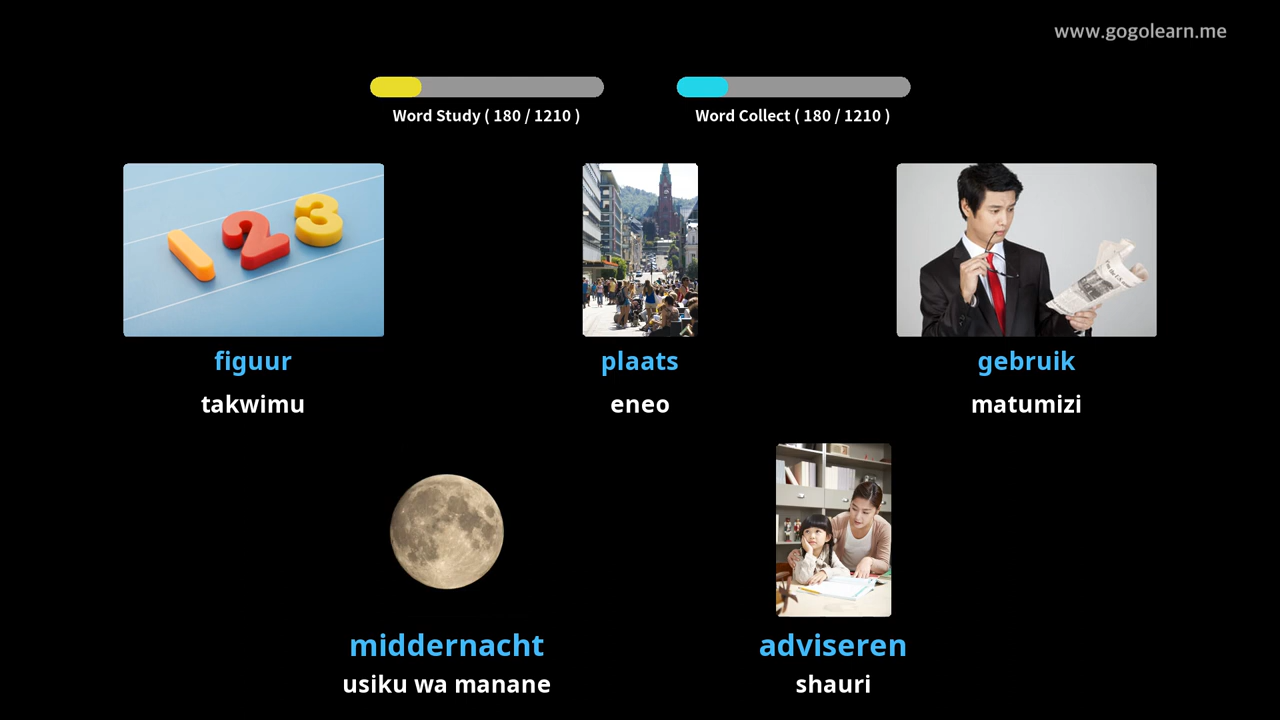 www.gogolearn.me
Word Study ( 180 / 1210 )
Word Collect ( 180 / 1210 )
figuur
takwimu
plaats
eneo
gebruik
matumizi
middernacht
usiku wa manane
adviseren
shauri